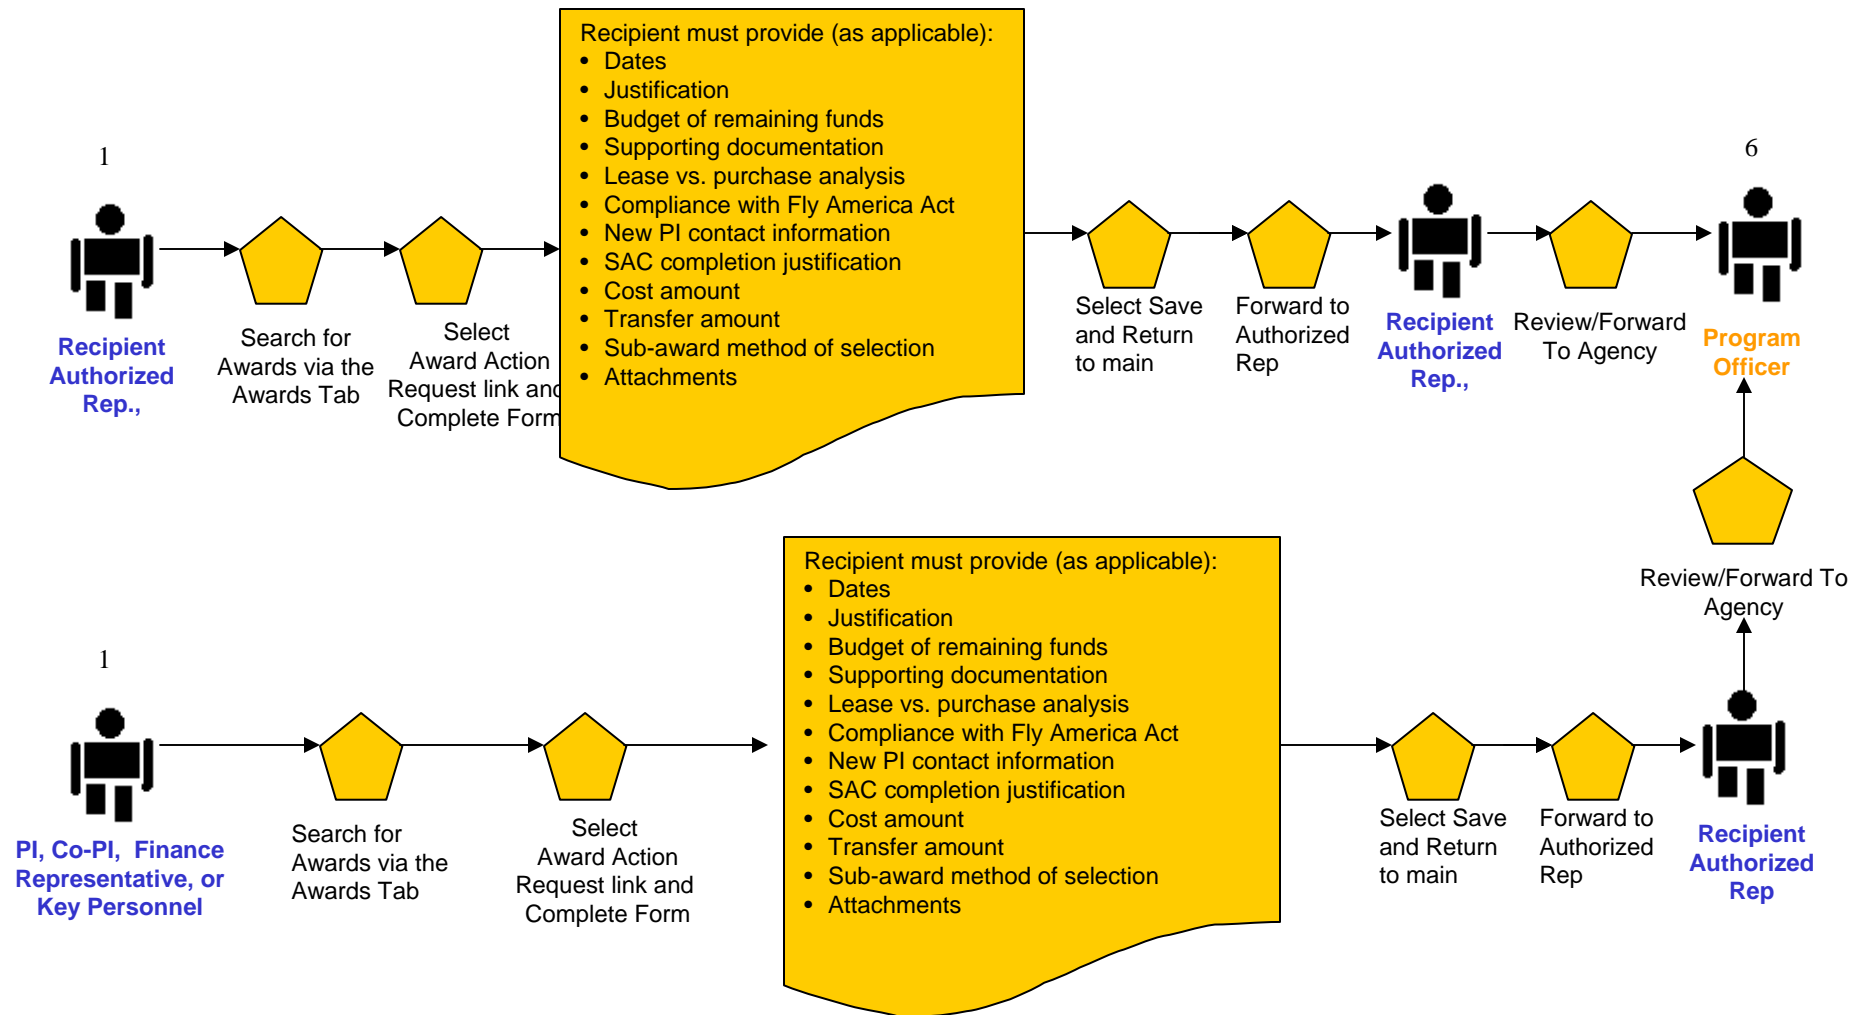 Recipient must provide (as applicable):
• Dates
• Justification
• Budget of remaining funds
• Supporting documentation
• Lease vs. purchase analysis
• Compliance with Fly America Act
• New PI contact information
• SAC completion justification
• Cost amount
• Transfer amount
• Sub-award method of selection
• Attachments
1
Recipient
Authorized
Rep.,
Search for
Awards via the
Awards Tab
Select
Award Action
Request link and
Complete Form
Select Save
and Return
to main
Forward to
Authorized
Rep
Recipient
Authorized
Rep.,
Review/Forward
To Agency
6
Program
Officer
Review/Forward To
Agency
1
PI, Co-PI, Finance
Representative, or
Key Personnel
Search for
Awards via the
Awards Tab
Select
Award Action
Request link and
Complete Form
Recipient must provide (as applicable):
• Dates
• Justification
• Budget of remaining funds
• Supporting documentation
• Lease vs. purchase analysis
• Compliance with Fly America Act
• New PI contact information
• SAC completion justification
• Cost amount
• Transfer amount
• Sub-award method of selection
• Attachments
Select Save
and Return
to main
Forward to
Authorized
Rep
Recipient
Authorized
Rep